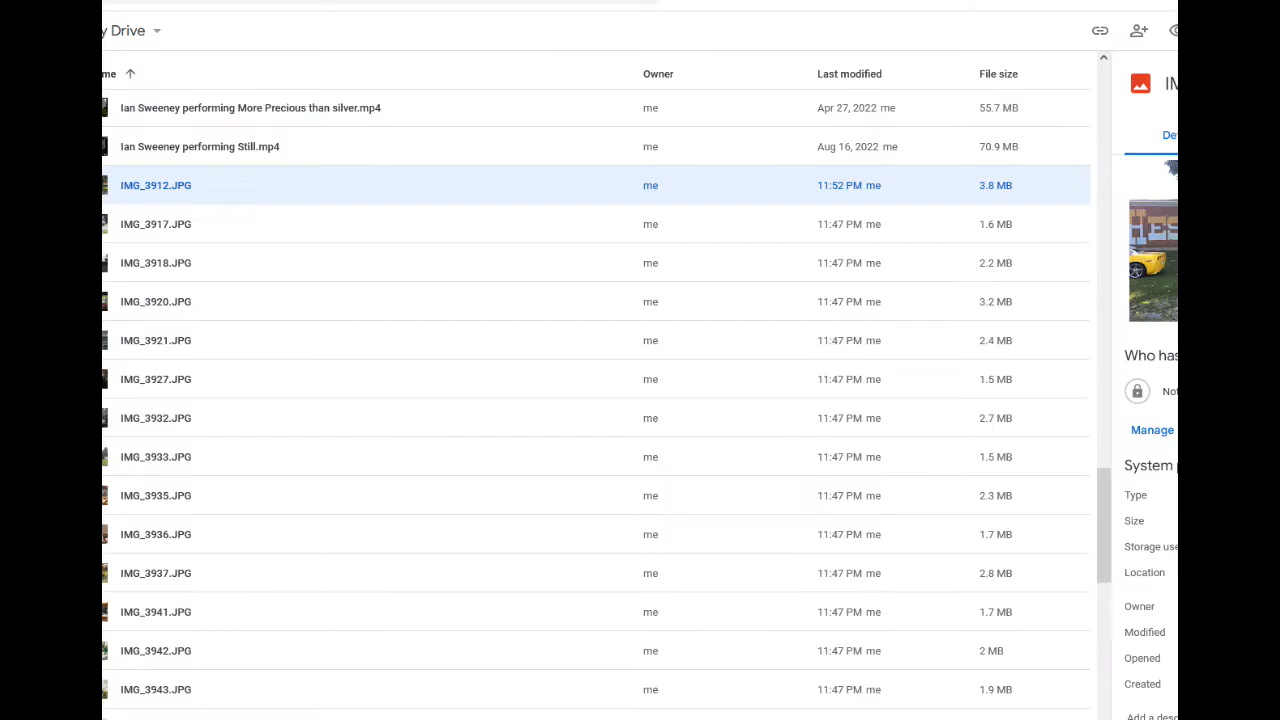 y Drive
me Owner Last modified File size
Ian Sweeney performing More Precious than silver.mp4 me Apr 27, 2022 me 55.7 MB
Ian Sweeney performing Still.mp4 me Aug 16, 2022 me 70.9 MB
IMG_3912.JPG me 11:52 PM me 3.8 MB
IMG_3917.JPG me 11:47 PM me 1.6 MB
IMG_3918.JPG me 11:47 PM me 2.2 MB
IMG_3920.JPG me 11:47 PM me 3.2 MB
IMG_3921.JPG me 11:47 PM me 2.4 MB
IMG_3927.JPG me 11:47 PM me 1.5 MB
IMG_3932.JPG me 11:47 PM me 2.7 MB
IMG_3933.JPG me 11:47 PM me 1.5 MB
IMG_3935.JPG me 11:47 PM me 2.3 MB
IMG_3936.JPG me 11:47 PM me 1.7 MB
IMG_3937.JPG me 11:47 PM me 2.8 MB
IMG_3941.JPG me 11:47 PM me 1.7 MB
IMG_3942.JPG me 11:47 PM me 2 MB
IMG_3943.JPG me 11:47 PM me 1.9 MB
IM
De
HES
Who has
Not
Manage
System p
Type
Size
Storage use
Location
Owner
Modified
Opened
Created
Add a desc